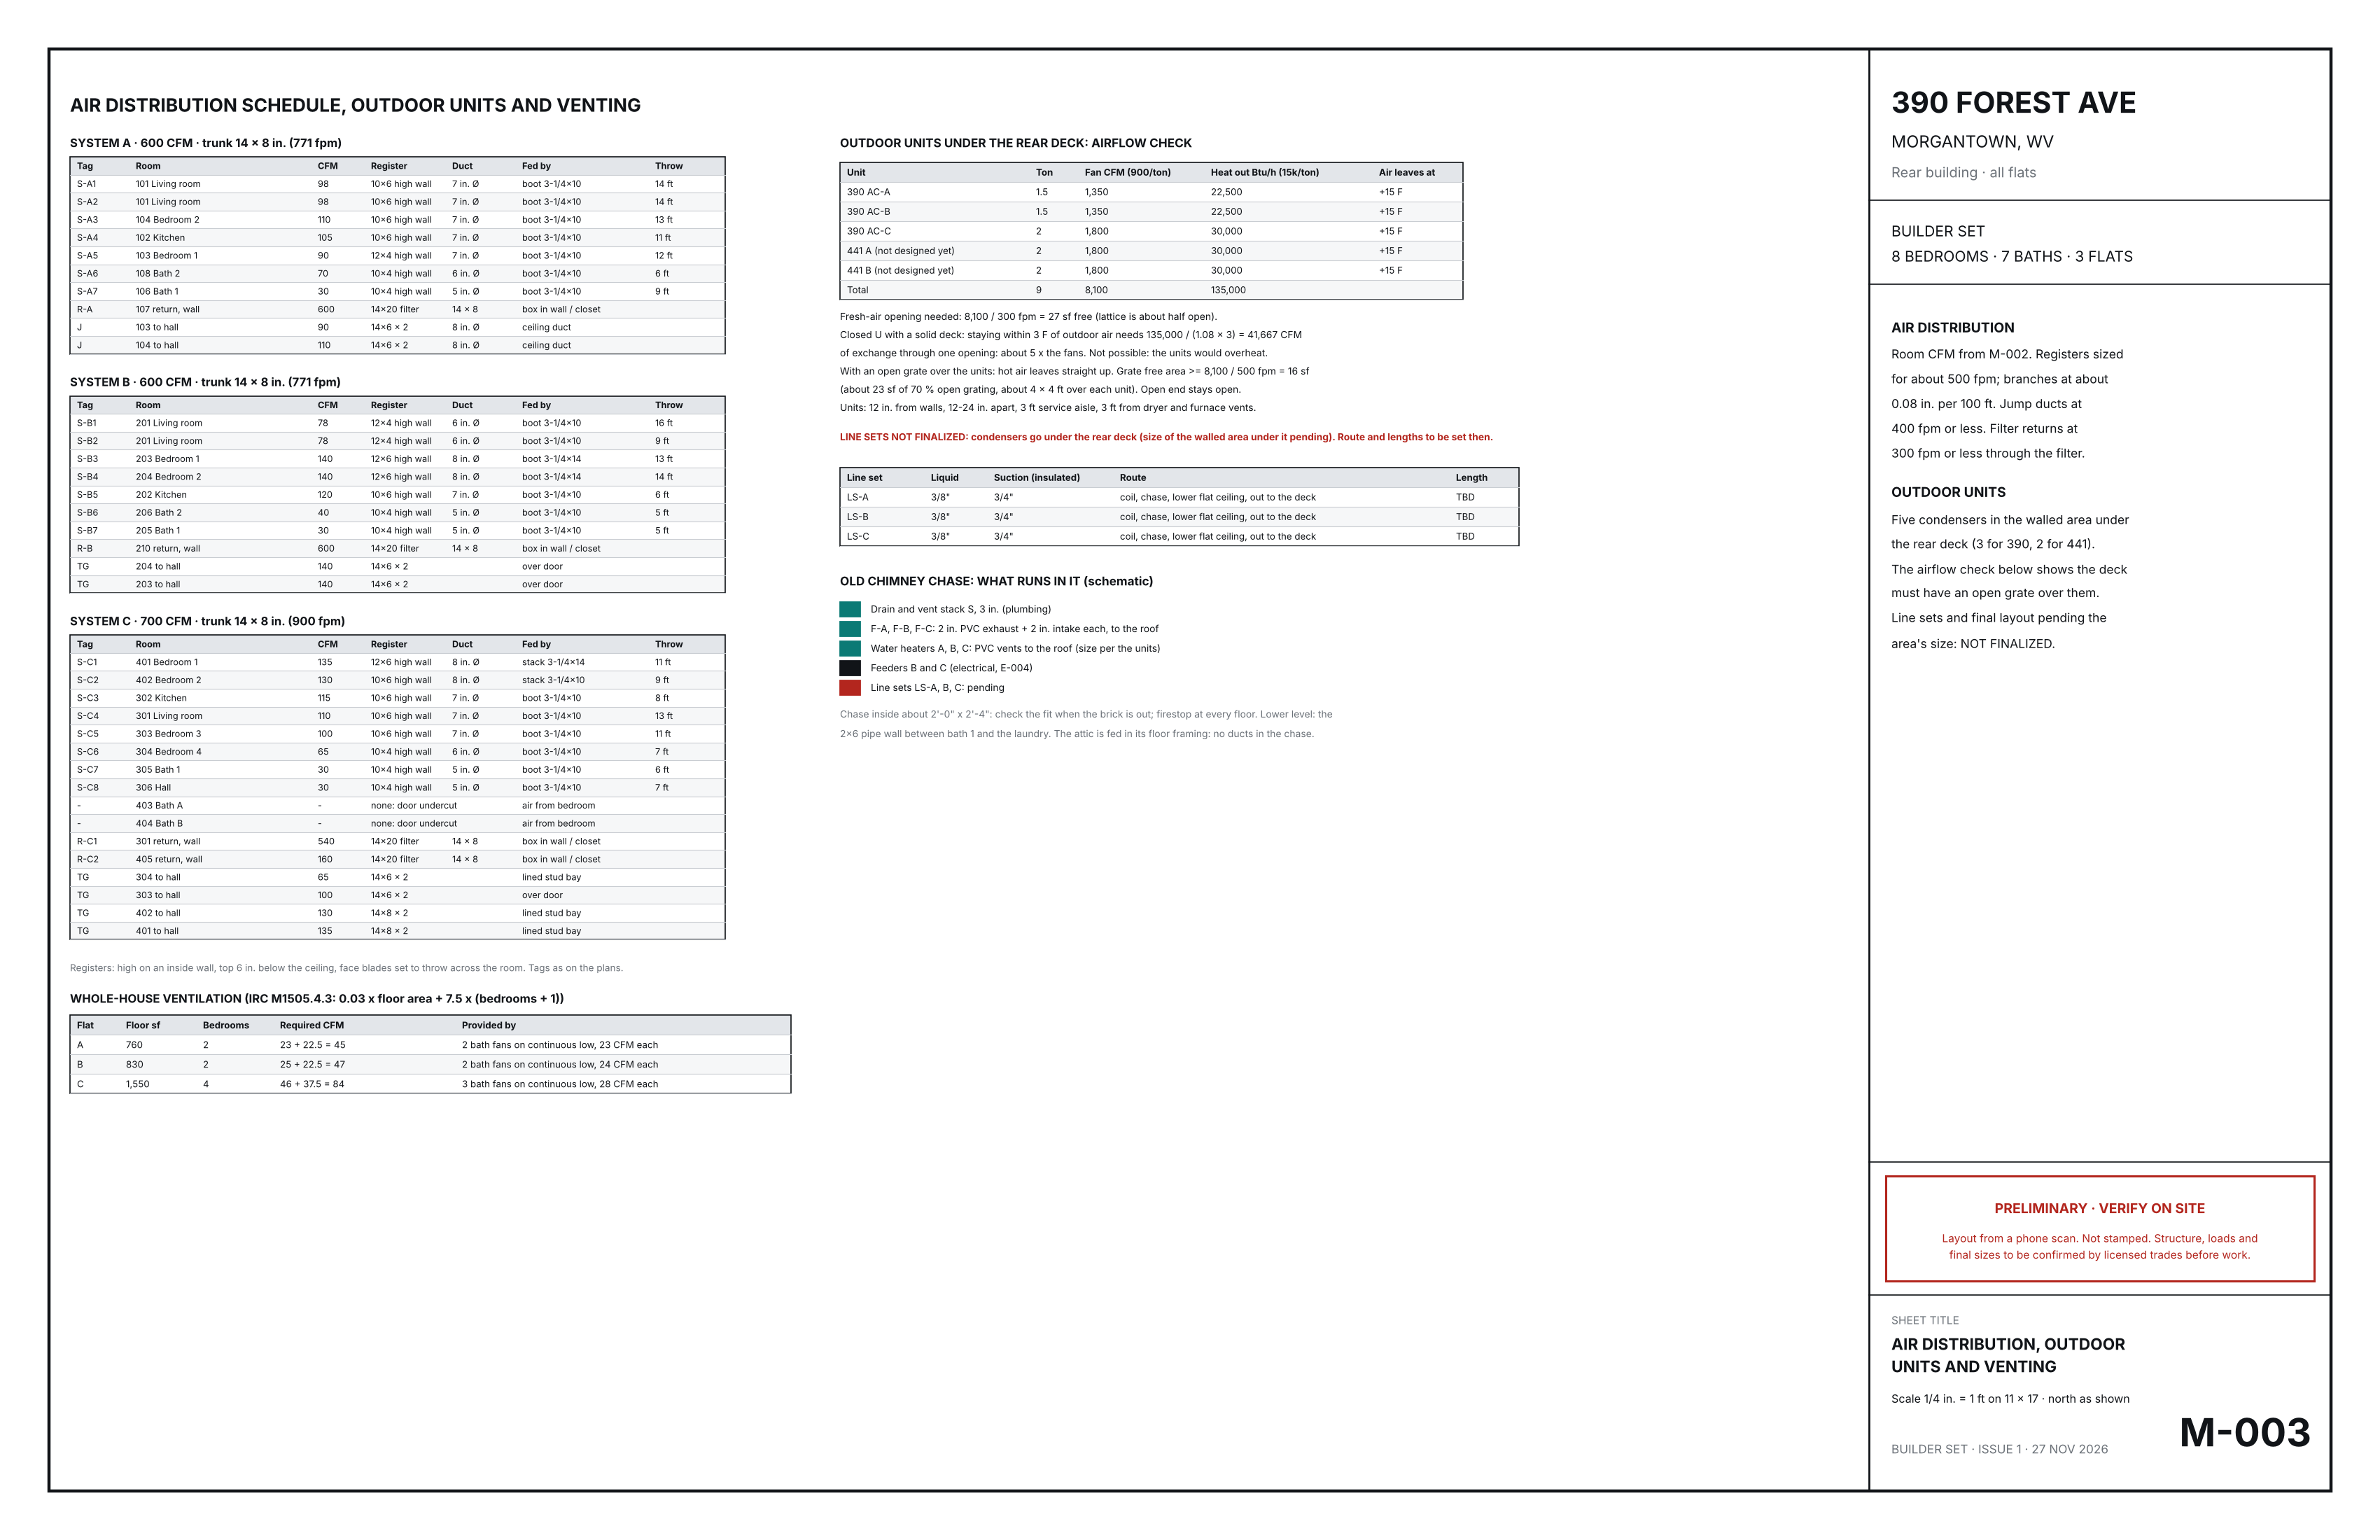 AIR DISTRIBUTION SCHEDULE, OUTDOOR UNITS AND VENTING
SYSTEM A · 600 CFM · trunk 14 × 8 in. (771 fpm)
Tag Room CFM Register Duct Fed by Throw
S-A1 101 Living room 98 10×6 high wall 7 in. Ø boot 3-1/4×10 14 ft
S-A2 101 Living room 98 10×6 high wall 7 in. Ø boot 3-1/4×10 14 ft
S-A3 104 Bedroom 2 110 10×6 high wall 7 in. Ø boot 3-1/4×10 13 ft
S-A4 102 Kitchen 105 10×6 high wall 7 in. Ø boot 3-1/4×10 11 ft
S-A5 103 Bedroom 1 90 12×4 high wall 7 in. Ø boot 3-1/4×10 12 ft
S-A6 108 Bath 2 70 10×4 high wall 6 in. Ø boot 3-1/4×10 6 ft
S-A7 106 Bath 1 30 10×4 high wall 5 in. Ø boot 3-1/4×10 9 ft
R-A 107 return, wall 600 14×20 filter 14 × 8 box in wall / closet
J 103 to hall 90 14×6 × 2 8 in. Ø ceiling duct
J 104 to hall 110 14×6 × 2 8 in. Ø ceiling duct
SYSTEM B · 600 CFM · trunk 14 × 8 in. (771 fpm)
Tag Room CFM Register Duct Fed by Throw
S-B1 201 Living room 78 12×4 high wall 6 in. Ø boot 3-1/4×10 16 ft
S-B2 201 Living room 78 12×4 high wall 6 in. Ø boot 3-1/4×10 9 ft
S-B3 203 Bedroom 1 140 12×6 high wall 8 in. Ø boot 3-1/4×14 13 ft
S-B4 204 Bedroom 2 140 12×6 high wall 8 in. Ø boot 3-1/4×14 14 ft
S-B5 202 Kitchen 120 10×6 high wall 7 in. Ø boot 3-1/4×10 6 ft
S-B6 206 Bath 2 40 10×4 high wall 5 in. Ø boot 3-1/4×10 5 ft
S-B7 205 Bath 1 30 10×4 high wall 5 in. Ø boot 3-1/4×10 5 ft
R-B 210 return, wall 600 14×20 filter 14 × 8 box in wall / closet
TG 204 to hall 140 14×6 × 2 over door
TG 203 to hall 140 14×6 × 2 over door
SYSTEM C · 700 CFM · trunk 14 × 8 in. (900 fpm)
Tag Room CFM Register Duct Fed by Throw
S-C1 401 Bedroom 1 135 12×6 high wall 8 in. Ø stack 3-1/4×14 11 ft
S-C2 402 Bedroom 2 130 10×6 high wall 8 in. Ø stack 3-1/4×10 9 ft
S-C3 302 Kitchen 115 10×6 high wall 7 in. Ø boot 3-1/4×10 8 ft
S-C4 301 Living room 110 10×6 high wall 7 in. Ø boot 3-1/4×10 13 ft
S-C5 303 Bedroom 3 100 10×6 high wall 7 in. Ø boot 3-1/4×10 11 ft
S-C6 304 Bedroom 4 65 10×4 high wall 6 in. Ø boot 3-1/4×10 7 ft
S-C7 305 Bath 1 30 10×4 high wall 5 in. Ø boot 3-1/4×10 6 ft
S-C8 306 Hall 30 10×4 high wall 5 in. Ø boot 3-1/4×10 7 ft
- 403 Bath A - none: door undercut air from bedroom
- 404 Bath B - none: door undercut air from bedroom
R-C1 301 return, wall 540 14×20 filter 14 × 8 box in wall / closet
R-C2 405 return, wall 160 14×20 filter 14 × 8 box in wall / closet
TG 304 to hall 65 14×6 × 2 lined stud bay
TG 303 to hall 100 14×6 × 2 over door
TG 402 to hall 130 14×8 × 2 lined stud bay
TG 401 to hall 135 14×8 × 2 lined stud bay
Registers: high on an inside wall, top 6 in. below the ceiling, face blades set to throw across the room. Tags as on the plans.
WHOLE-HOUSE VENTILATION (IRC M1505.4.3: 0.03 x floor area + 7.5 x (bedrooms + 1))
Flat Floor sf Bedrooms Required CFM Provided by
A 760 2 23 + 22.5 = 45 2 bath fans on continuous low, 23 CFM each
B 830 2 25 + 22.5 = 47 2 bath fans on continuous low, 24 CFM each
C 1,550 4 46 + 37.5 = 84 3 bath fans on continuous low, 28 CFM each
OUTDOOR UNITS UNDER THE REAR DECK: AIRFLOW CHECK
Unit Ton Fan CFM (900/ton) Heat out Btu/h (15k/ton) Air leaves at
390 AC-A 1.5 1,350 22,500 +15 F
390 AC-B 1.5 1,350 22,500 +15 F
390 AC-C 2 1,800 30,000 +15 F
441 A (not designed yet) 2 1,800 30,000 +15 F
441 B (not designed yet) 2 1,800 30,000 +15 F
Total 9 8,100 135,000
Fresh-air opening needed: 8,100 / 300 fpm = 27 sf free (lattice is about half open).
Closed U with a solid deck: staying within 3 F of outdoor air needs 135,000 / (1.08 × 3) = 41,667 CFM
of exchange through one opening: about 5 x the fans. Not possible: the units would overheat.
With an open grate over the units: hot air leaves straight up. Grate free area >= 8,100 / 500 fpm = 16 sf
(about 23 sf of 70 % open grating, about 4 × 4 ft over each unit). Open end stays open.
Units: 12 in. from walls, 12-24 in. apart, 3 ft service aisle, 3 ft from dryer and furnace vents.
LINE SETS NOT FINALIZED: condensers go under the rear deck (size of the walled area under it pending). Route and lengths to be set then.
Line set Liquid Suction (insulated) Route Length
LS-A 3/8" 3/4" coil, chase, lower flat ceiling, out to the deck TBD
LS-B 3/8" 3/4" coil, chase, lower flat ceiling, out to the deck TBD
LS-C 3/8" 3/4" coil, chase, lower flat ceiling, out to the deck TBD
OLD CHIMNEY CHASE: WHAT RUNS IN IT (schematic)
Drain and vent stack S, 3 in. (plumbing)
F-A, F-B, F-C: 2 in. PVC exhaust + 2 in. intake each, to the roof
Water heaters A, B, C: PVC vents to the roof (size per the units)
Feeders B and C (electrical, E-004)
Line sets LS-A, B, C: pending
Chase inside about 2'-0" x 2'-4": check the fit when the brick is out; firestop at every floor. Lower level: the
2×6 pipe wall between bath 1 and the laundry. The attic is fed in its floor framing: no ducts in the chase.
390 FOREST AVE
MORGANTOWN, WV
Rear building · all flats
BUILDER SET
8 BEDROOMS · 7 BATHS · 3 FLATS
AIR DISTRIBUTION
Room CFM from M-002. Registers sized
for about 500 fpm; branches at about
0.08 in. per 100 ft. Jump ducts at
400 fpm or less. Filter returns at
300 fpm or less through the filter.
OUTDOOR UNITS
Five condensers in the walled area under
the rear deck (3 for 390, 2 for 441).
The airflow check below shows the deck
must have an open grate over them.
Line sets and final layout pending the
area's size: NOT FINALIZED.
PRELIMINARY · VERIFY ON SITE
Layout from a phone scan. Not stamped. Structure, loads and
final sizes to be confirmed by licensed trades before work.
SHEET TITLE
AIR DISTRIBUTION, OUTDOOR
UNITS AND VENTING
Scale 1/4 in. = 1 ft on 11 × 17 · north as shown
BUILDER SET · ISSUE 1 · 27 NOV 2026
M-003